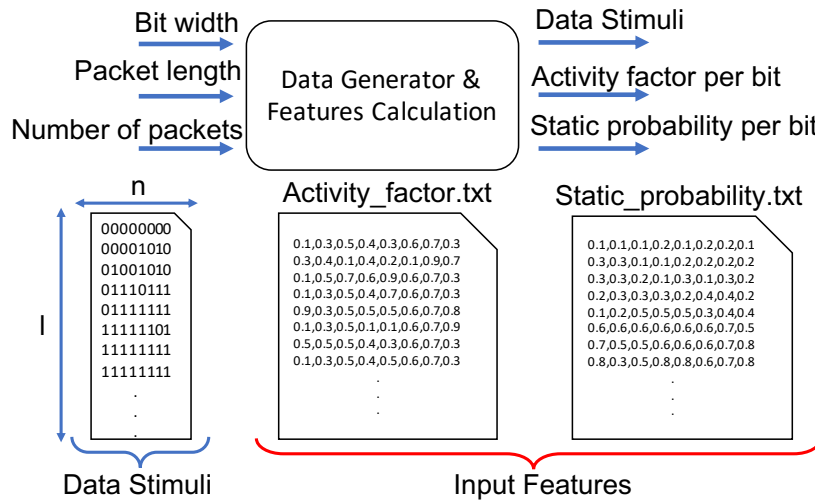 Bit width
Packet length
Number of packets
Data Generator &
Features Calculation
Data Stimuli
Activity factor per bit
Static probability per bit
n
l
00000000
00001010
01001010
01110111
01111111
11111101
11111111
11111111
.
.
.
Data Stimuli
Activity_factor.txt
0.1,0.3,0.5,0.4,0.3,0.6,0.7,0.3
0.3,0.4,0.1,0.4,0.2,0.1,0.9,0.7
0.1,0.5,0.7,0.6,0.9,0.6,0.7,0.3
0.1,0.3,0.5,0.4,0.7,0.6,0.7,0.3
0.9,0.3,0.5,0.5,0.5,0.6,0.7,0.8
0.1,0.3,0.5,0.1,0.1,0.6,0.7,0.9
0.5,0.5,0.5,0.4,0.3,0.6,0.7,0.3
0.1,0.3,0.5,0.4,0.5,0.6,0.7,0.3
.
.
.
Static_probability.txt
0.1,0.1,0.1,0.2,0.1,0.2,0.2,0.1
0.3,0.3,0.1,0.1,0.2,0.2,0.2,0.2
0.3,0.3,0.2,0.1,0.3,0.1,0.3,0.2
0.2,0.3,0.3,0.3,0.2,0.4,0.4,0.2
0.1,0.2,0.5,0.5,0.5,0.3,0.4,0.4
0.6,0.6,0.6,0.6,0.6,0.6,0.7,0.5
0.7,0.5,0.5,0.6,0.6,0.6,0.7,0.8
0.8,0.3,0.5,0.8,0.8,0.6,0.7,0.8
.
.
.
Input Features